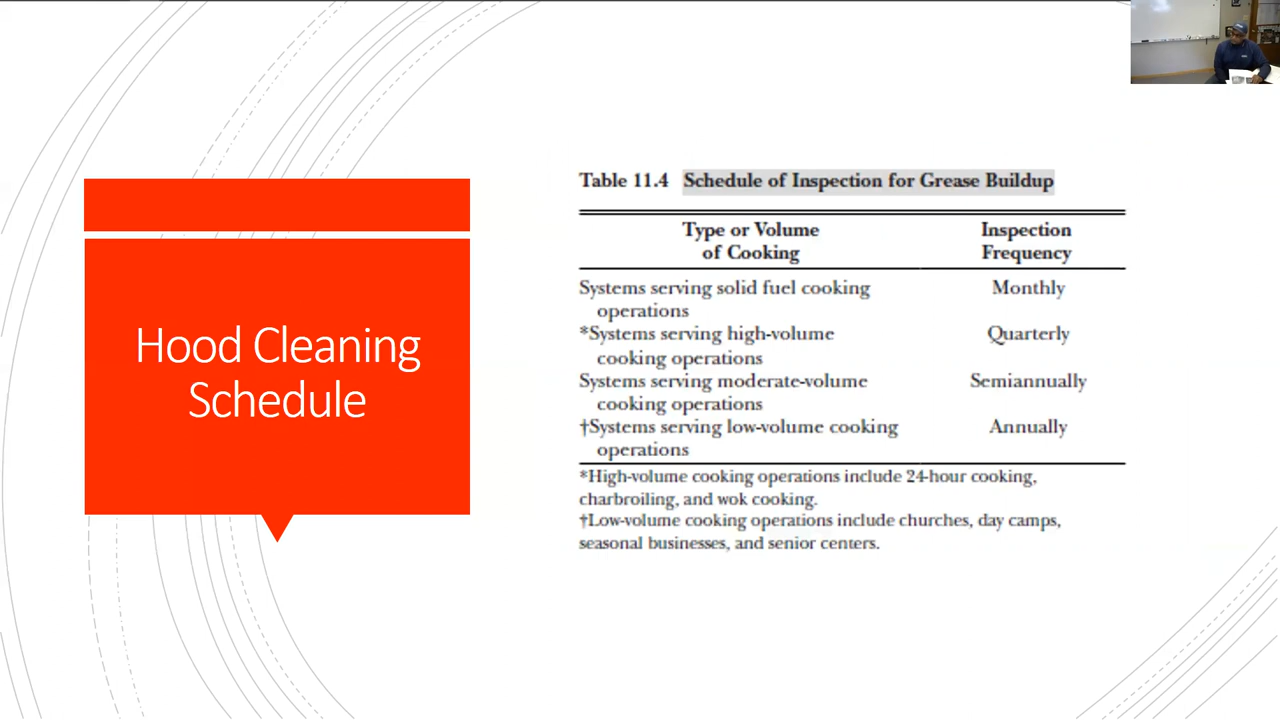 Hood Cleaning
Schedule
Table 11.4 Schedule of Inspection for Grease Buildup
Type or Volume of Cooking Inspection Frequency
Systems serving solid fuel cooking operations Monthly
*Systems serving high-volume cooking operations Quarterly
Systems serving moderate-volume cooking operations Semiannually
†Systems serving low-volume cooking operations Annually
*High-volume cooking operations include 24-hour cooking,
charbroiling, and wok cooking.
†Low-volume cooking operations include churches, day camps,
seasonal businesses, and senior centers.